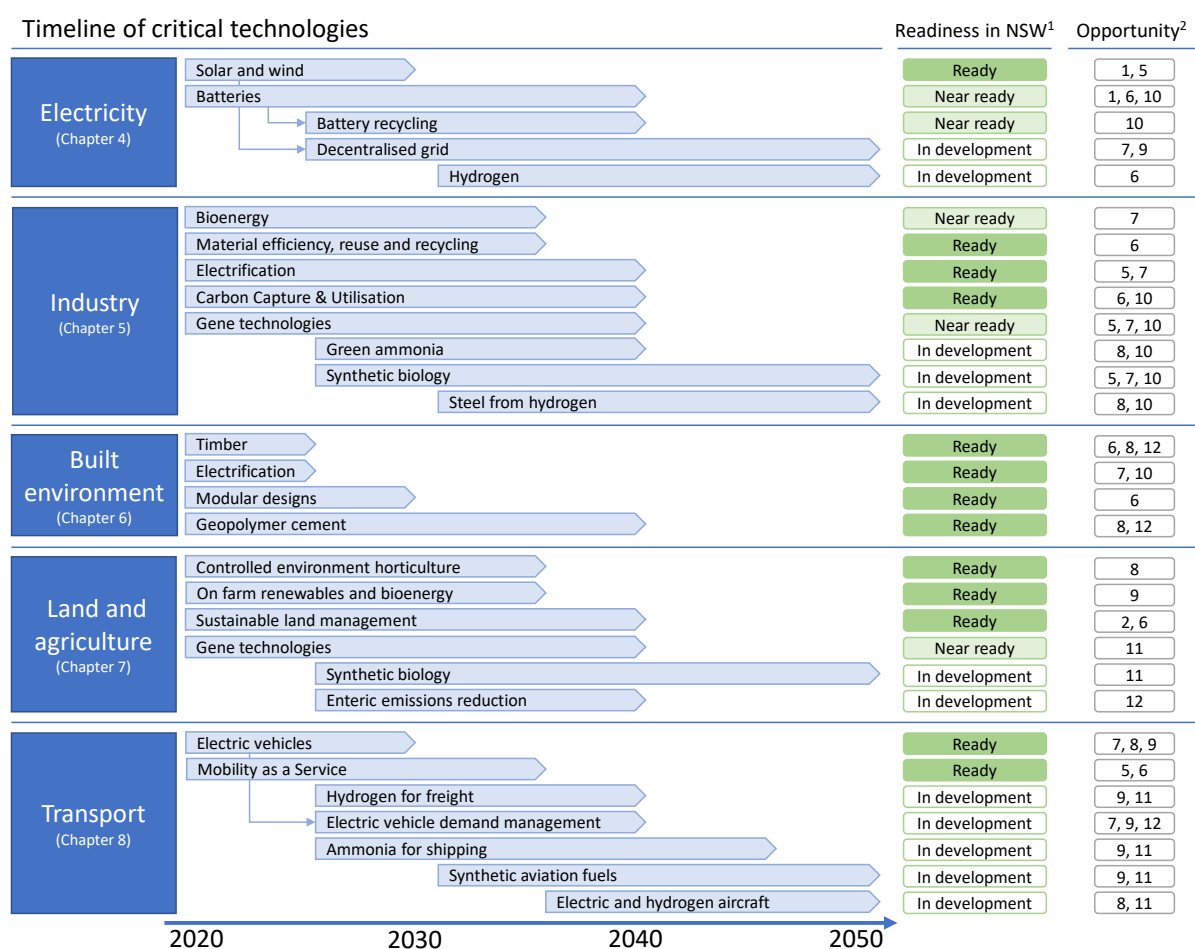 Timeline of critical technologies Readiness in NSW1 Opportunity2
Electricity
(Chapter 4)
Solar and wind Ready 1, 5
Batteries Near ready 1, 6, 10
Battery recycling Near ready 10
Decentralised grid In development 7, 9
Hydrogen In development 6
Industry
(Chapter 5)
Bioenergy Near ready 7
Material efficiency, reuse and recycling Ready 6
Electrification Ready 5, 7
Carbon Capture & Utilisation Ready 6, 10
Gene technologies Near ready 5, 7, 10
Green ammonia In development 8, 10
Synthetic biology In development 5, 7, 10
Steel from hydrogen In development 8, 10
Built
environment
(Chapter 6)
Timber Ready 6, 8, 12
Electrification Ready 7, 10
Modular designs Ready 6
Geopolymer cement Ready 8, 12
Land and
agriculture
(Chapter 7)
Controlled environment horticulture Ready 8
On farm renewables and bioenergy Ready 9
Sustainable land management Ready 2, 6
Gene technologies Near ready 11
Synthetic biology In development 11
Enteric emissions reduction In development 12
Transport
(Chapter 8)
Electric vehicles Ready 7, 8, 9
Mobility as a Service Ready 5, 6
Hydrogen for freight In development 9, 11
Electric vehicle demand management In development 7, 9, 12
Ammonia for shipping In development 9, 11
Synthetic aviation fuels In development 9, 11
Electric and hydrogen aircraft In development 8, 11
2020 2030 2040 2050